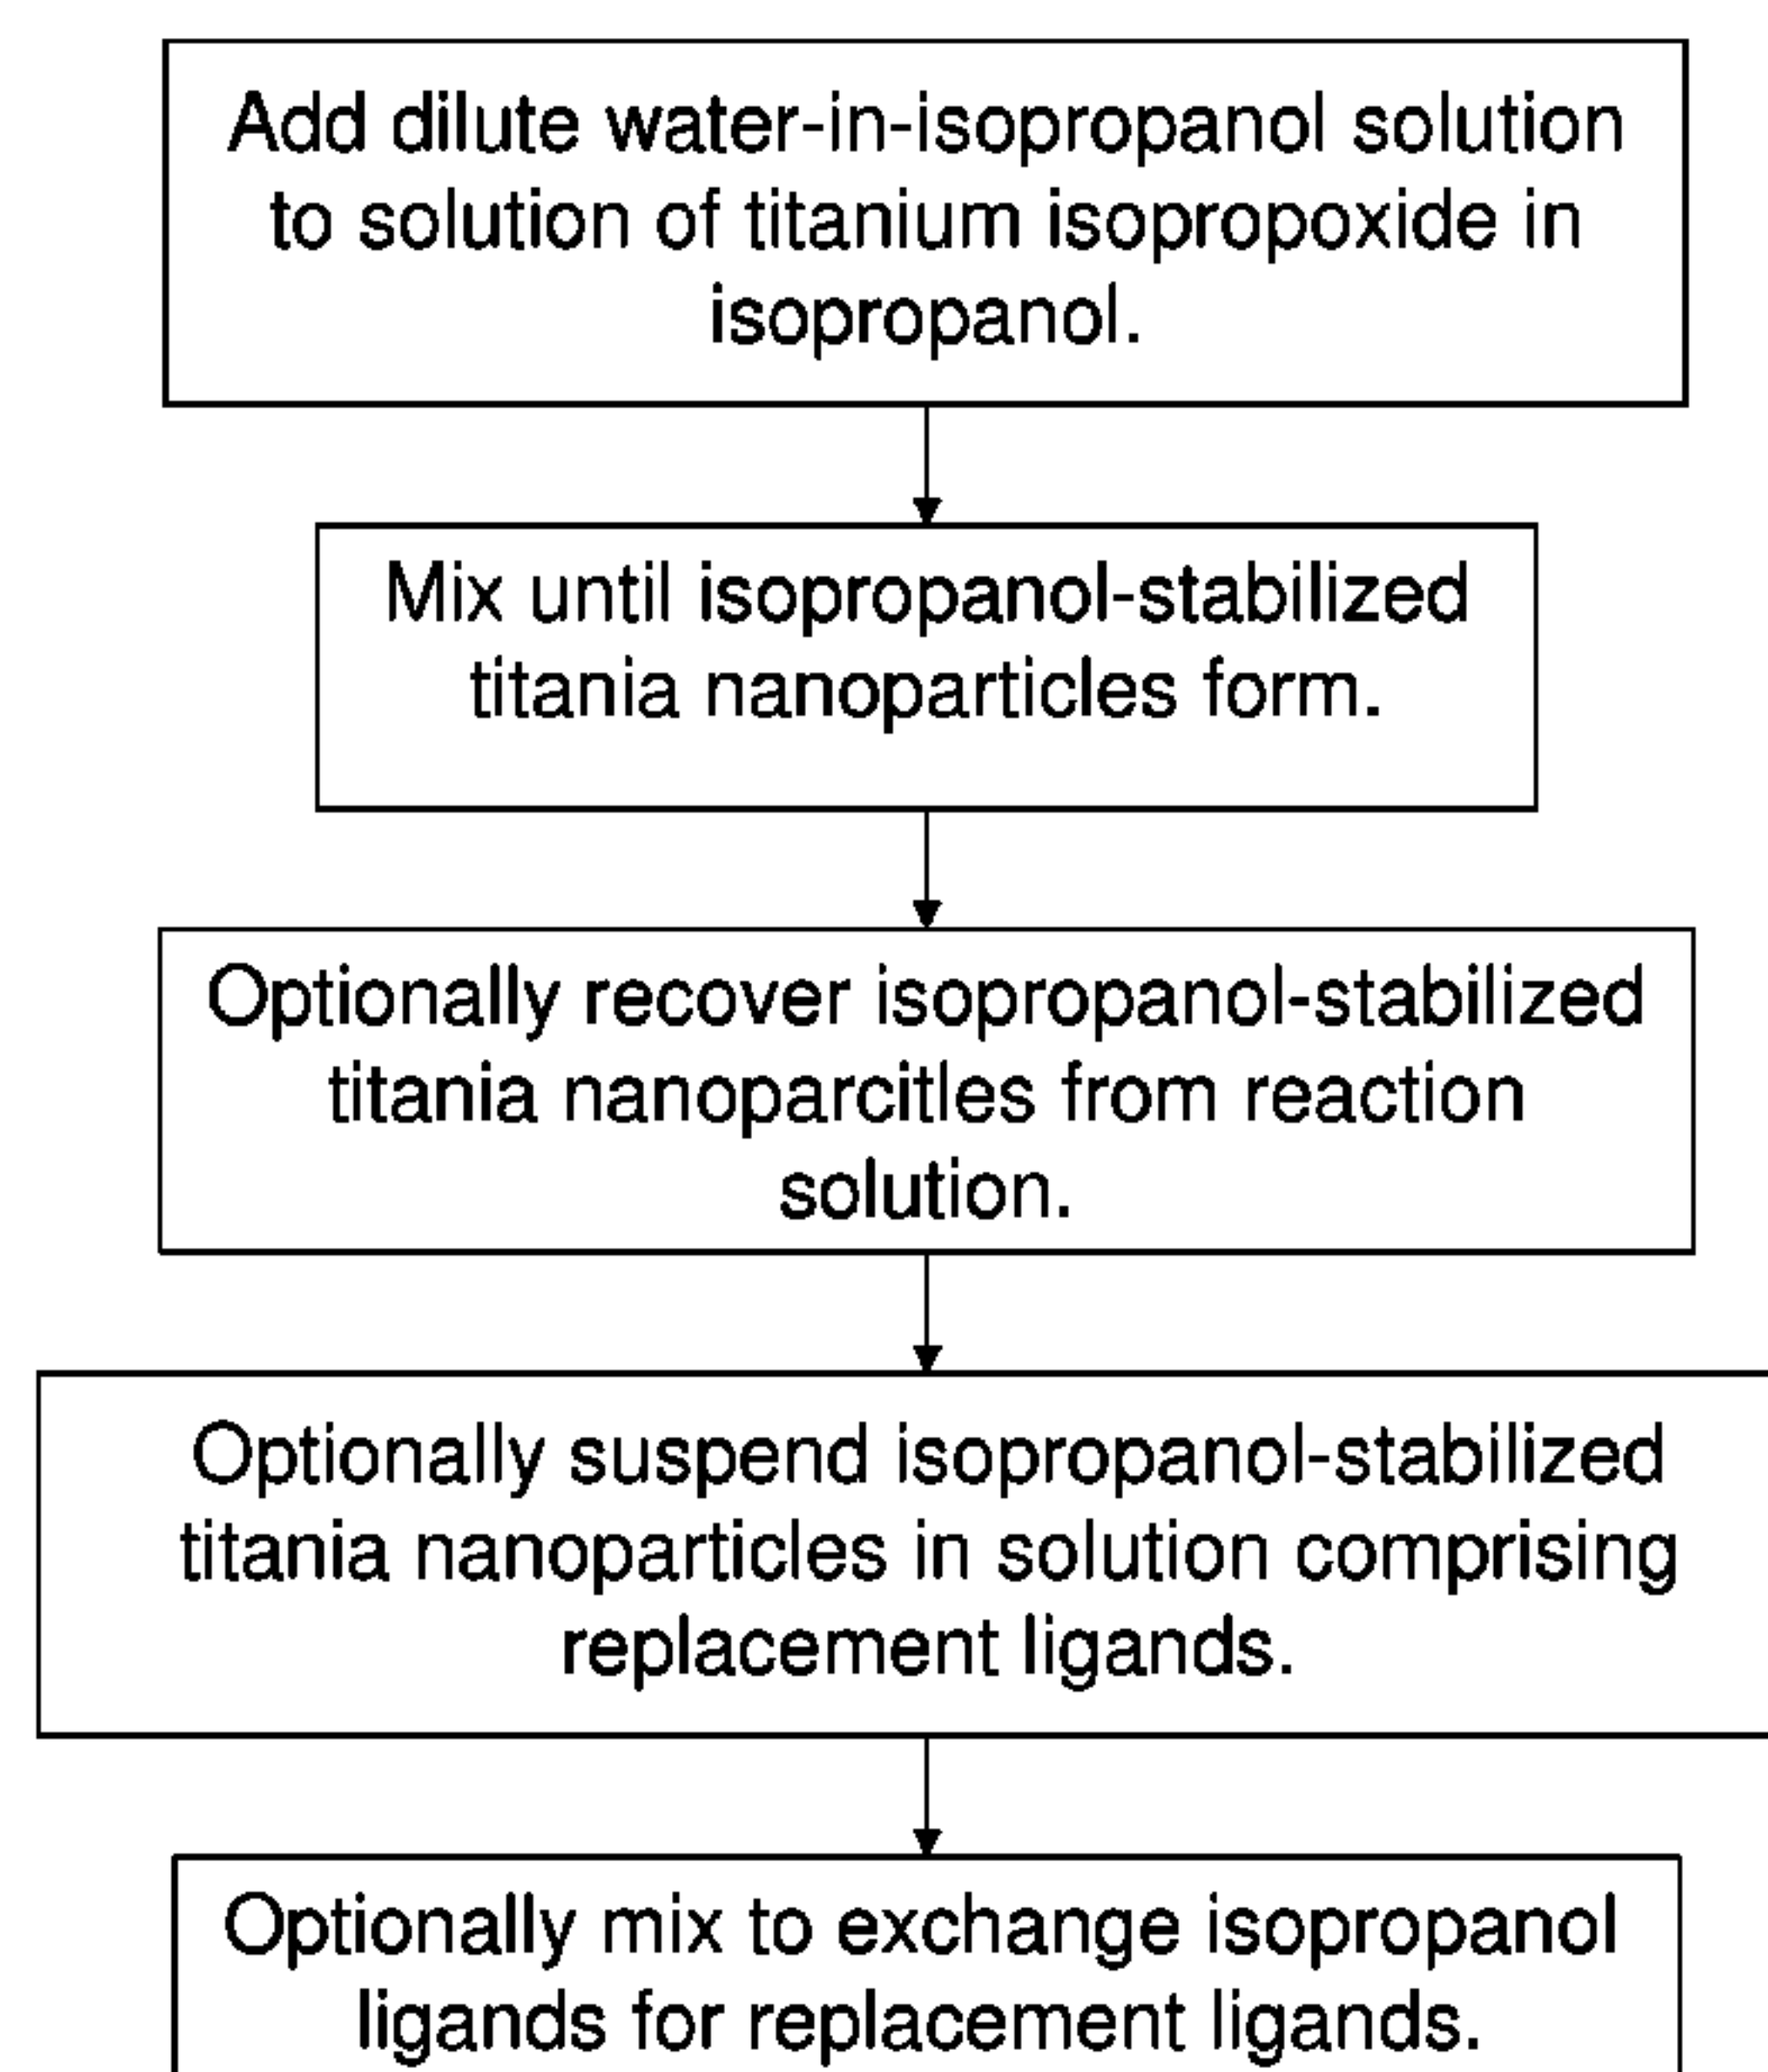 Add dilute water-in-isopropanol solution
to solution of titanium isopropoxide in
isopropanol.
Mix until isopropanol-stabilized
titania nanoparticles form.
Optionally recover isopropanol-stabilized
titania nanoparcitles from reaction
solution.
Optionally suspend isopropanol-stabilized
titania nanoparticles in solution comprising
replacement ligands.
Optionally mix to exchange isopropanol
ligands for replacement ligands.